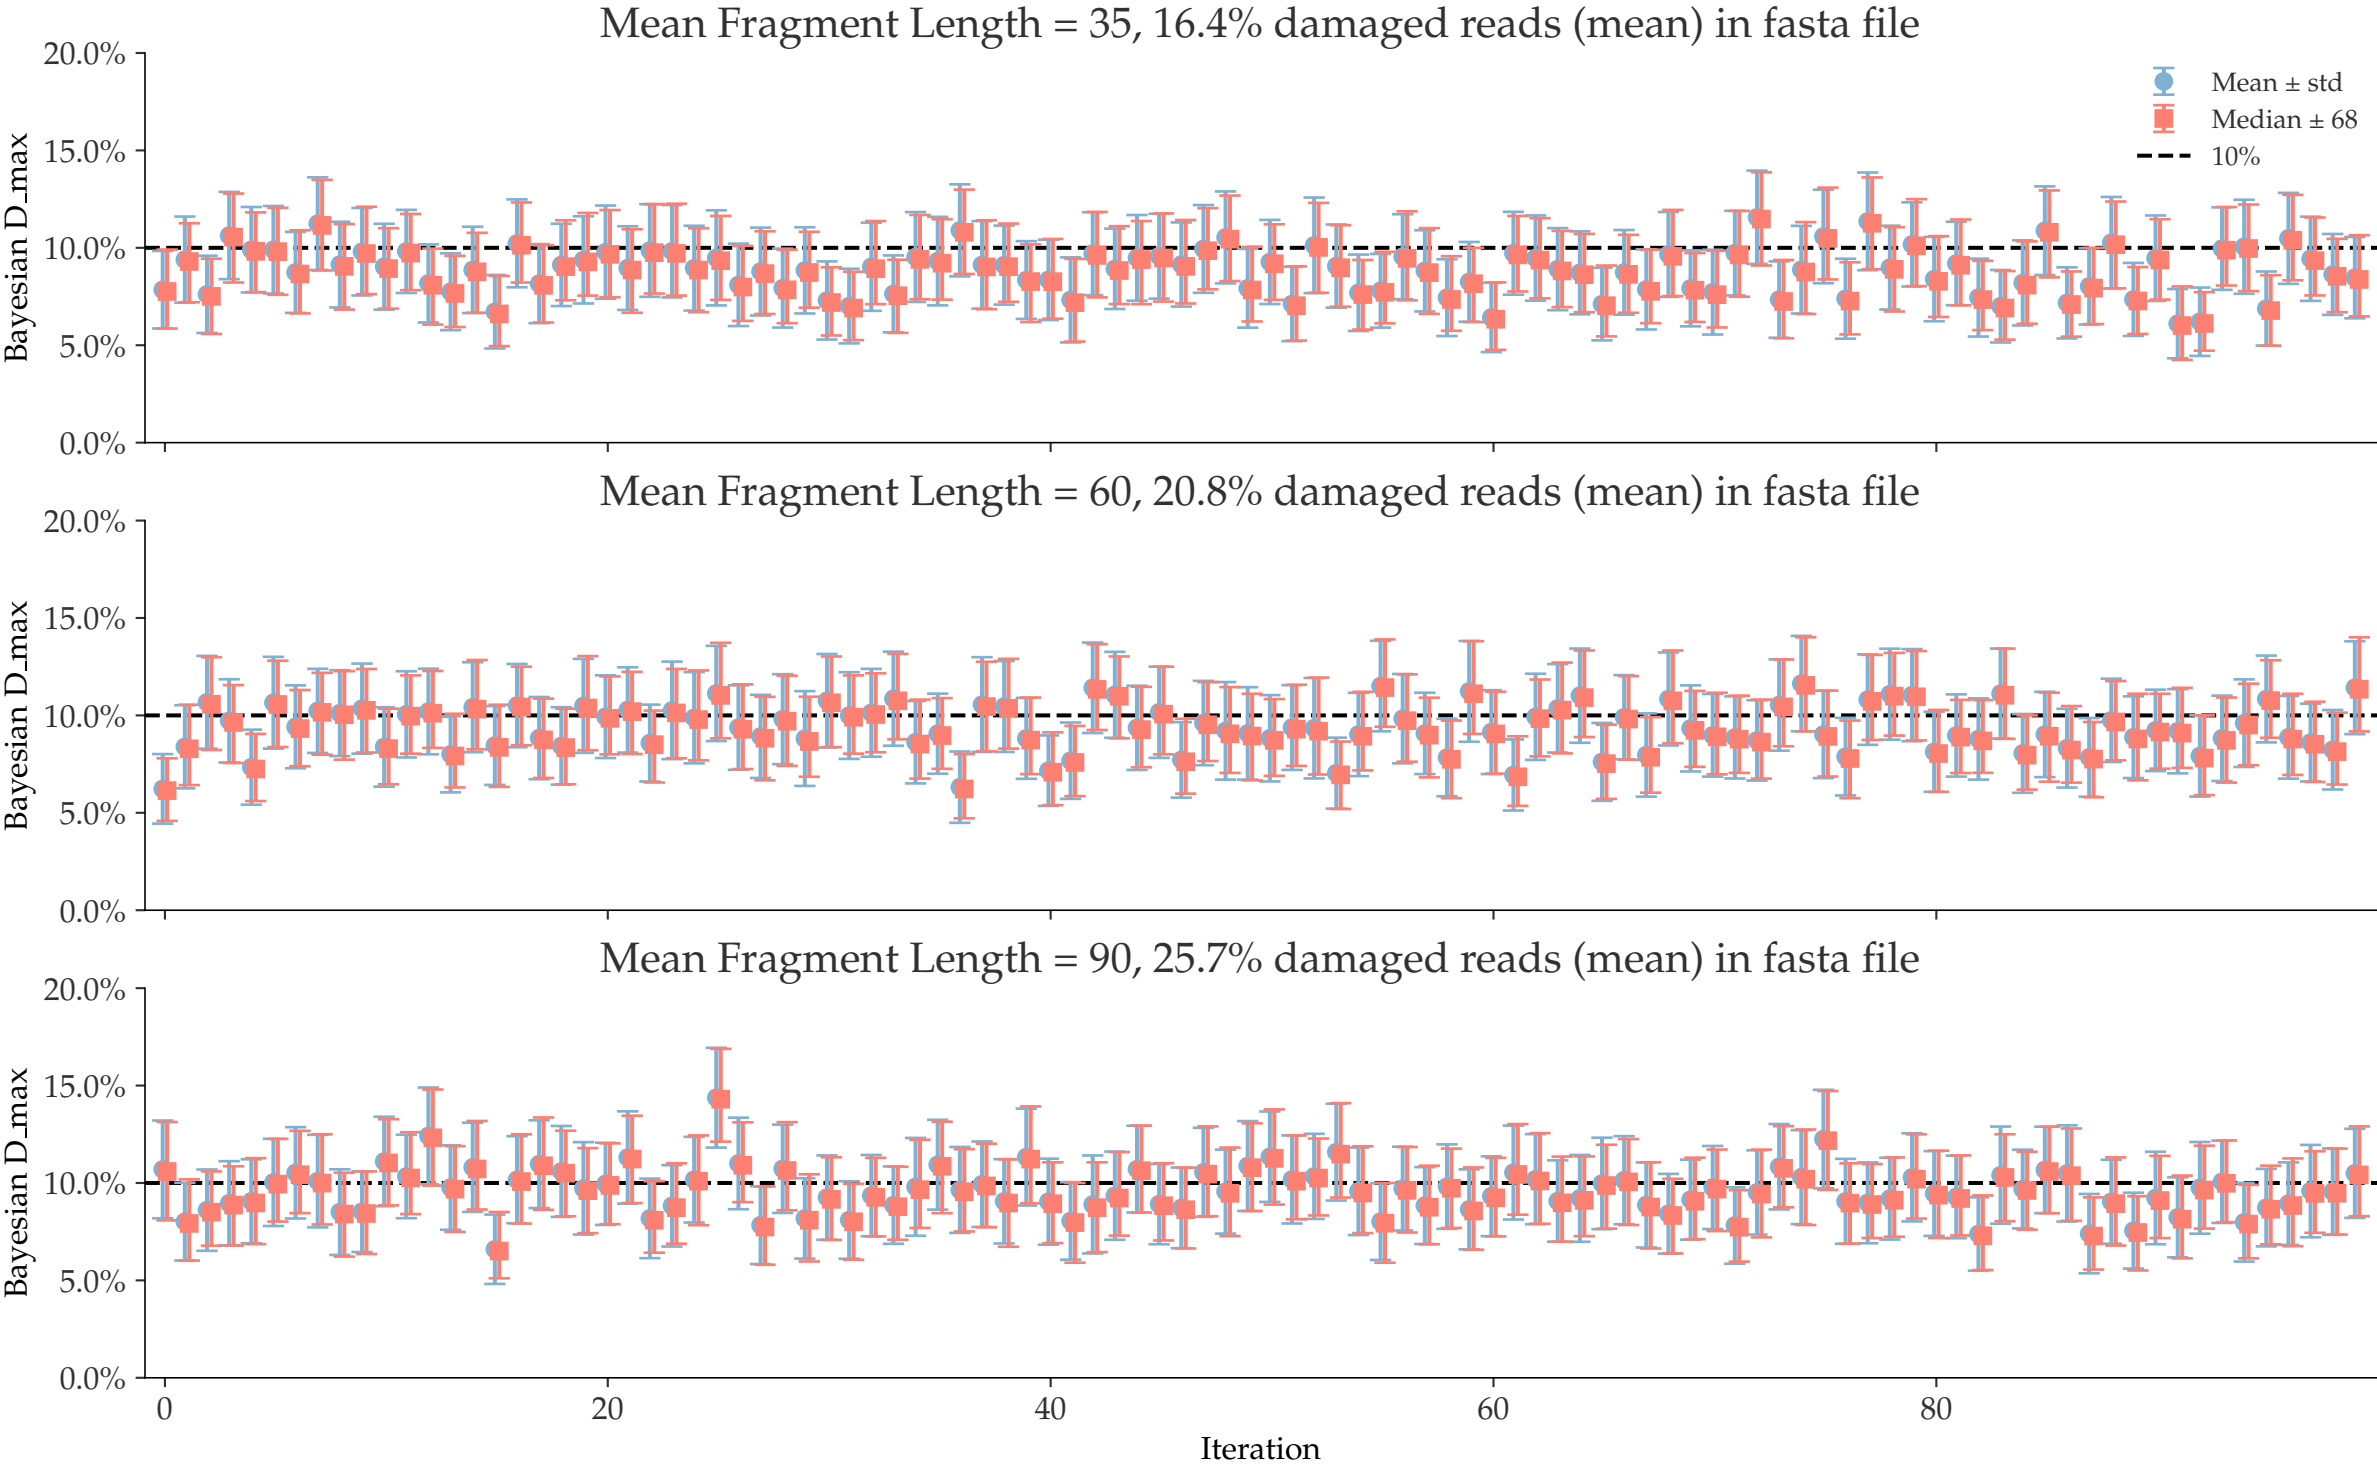 Mean Fragment Length = 35, 16.4% damaged reads (mean) in fasta file
20.0%
15.0%
10.0%
5.0%
0.0%
Bayesian D_max
Mean ± std
Median ± 68
10%
Mean Fragment Length = 60, 20.8% damaged reads (mean) in fasta file
20.0%
15.0%
10.0%
5.0%
0.0%
Bayesian D_max
Mean Fragment Length = 90, 25.7% damaged reads (mean) in fasta file
20.0%
15.0%
10.0%
5.0%
0.0%
Bayesian D_max
0 20 40 60 80
Iteration